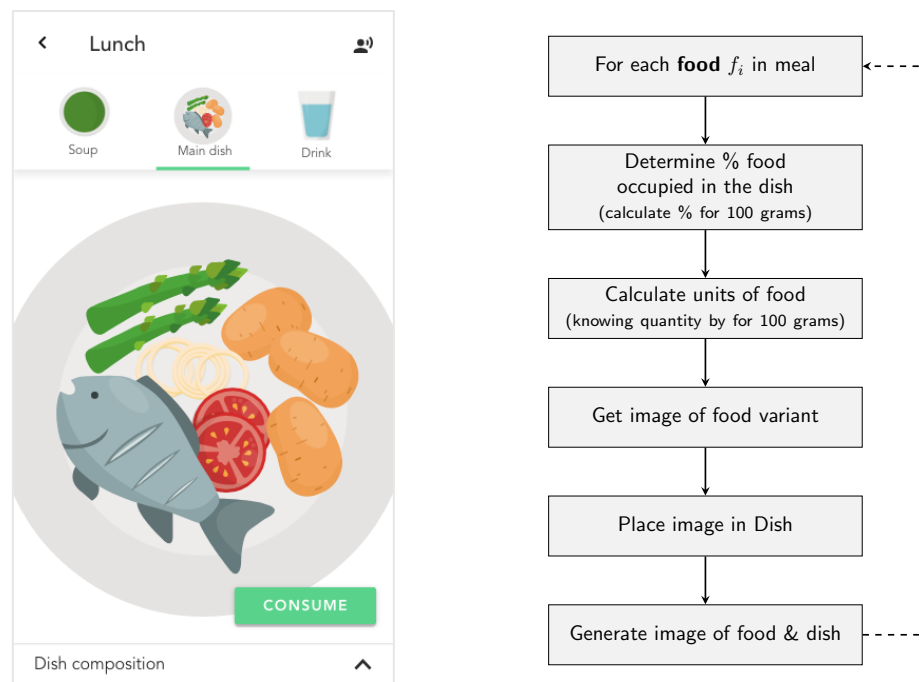 Lunch
Soup
Main dish
Drink
CONSUME
Dish composition
For each food f_i in meal
Determine % food
occupied in the dish
(calculate % for 100 grams)
Calculate units of food
(knowing quantity by for 100 grams)
Get image of food variant
Place image in Dish
Generate image of food & dish